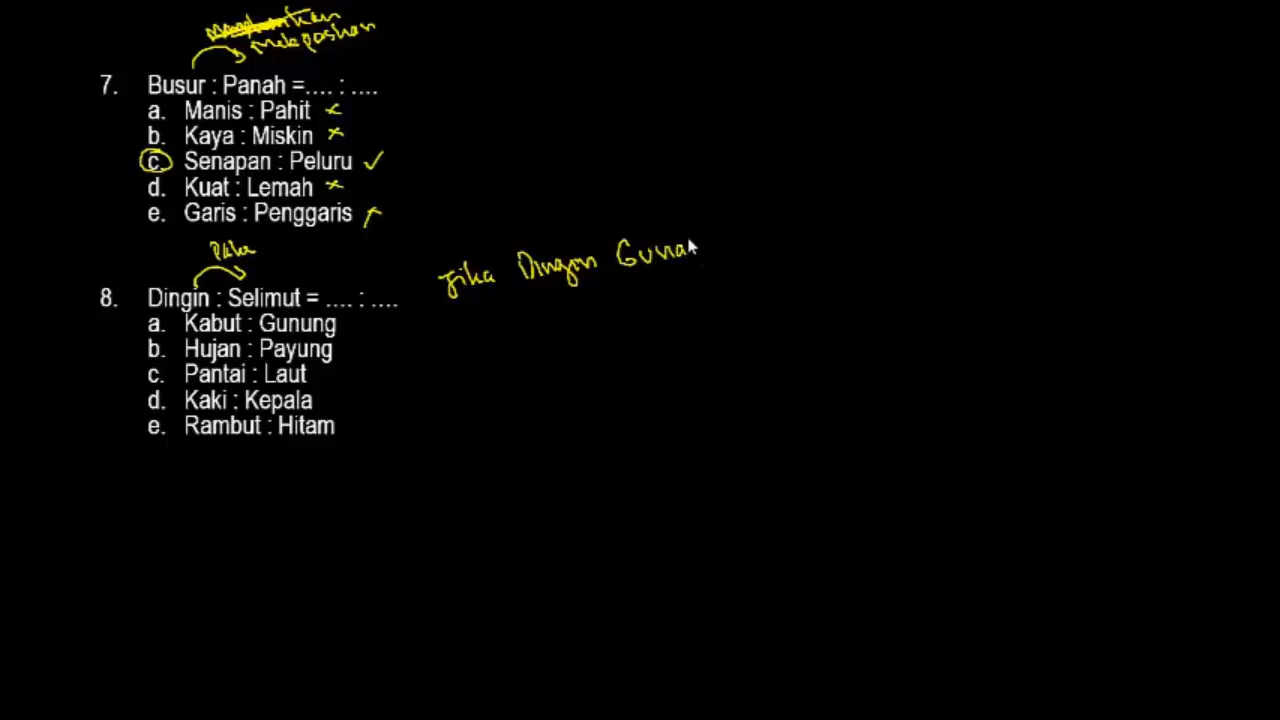 melepaskan
7. Busur : Panah =.... : ....
a. Manis : Pahit
b. Kaya : Miskin
c. Senapan : Peluru
d. Kuat : Lemah
e. Garis : Penggaris
Pake
8. Dingin : Selimut = .... : .... Jika Dingin Guna
a. Kabut : Gunung
b. Hujan : Payung
c. Pantai : Laut
d. Kaki : Kepala
e. Rambut : Hitam